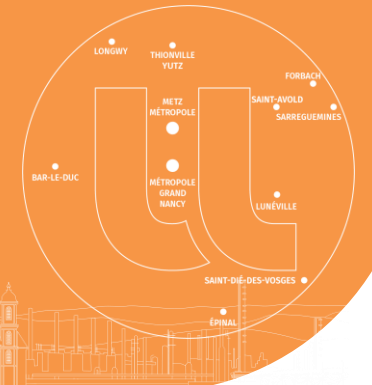 LONGWY
THIONVILLE
YUTZ
FORBACH
METZ
MÉTROPOLE
SAINT-AVOLD
SARREGUEMINES
BAR-LE-DUC
MÉTROPOLE
GRAND
NANCY
LUNÉVILLE
SAINT-DIÉ-DES-VOSGES
ÉPINAL